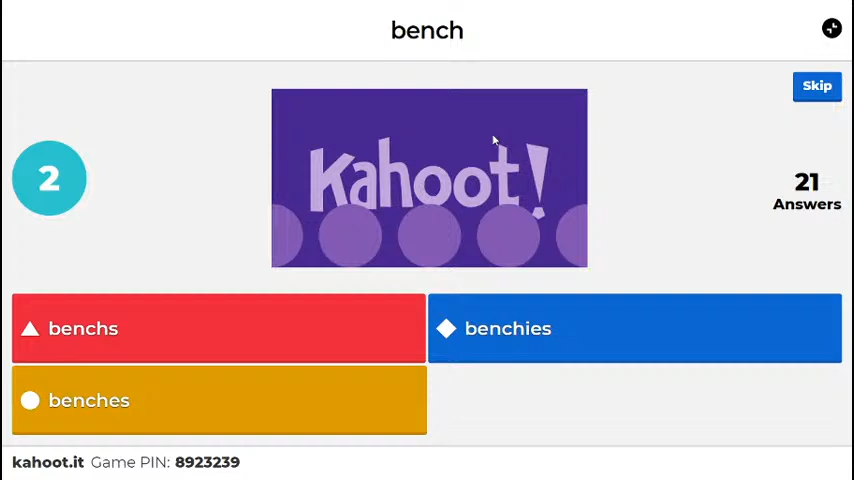 bench
Skip
2
Kahoot!
21
Answers
benchs
benchies
benches
kahoot.it Game PIN: 8923239